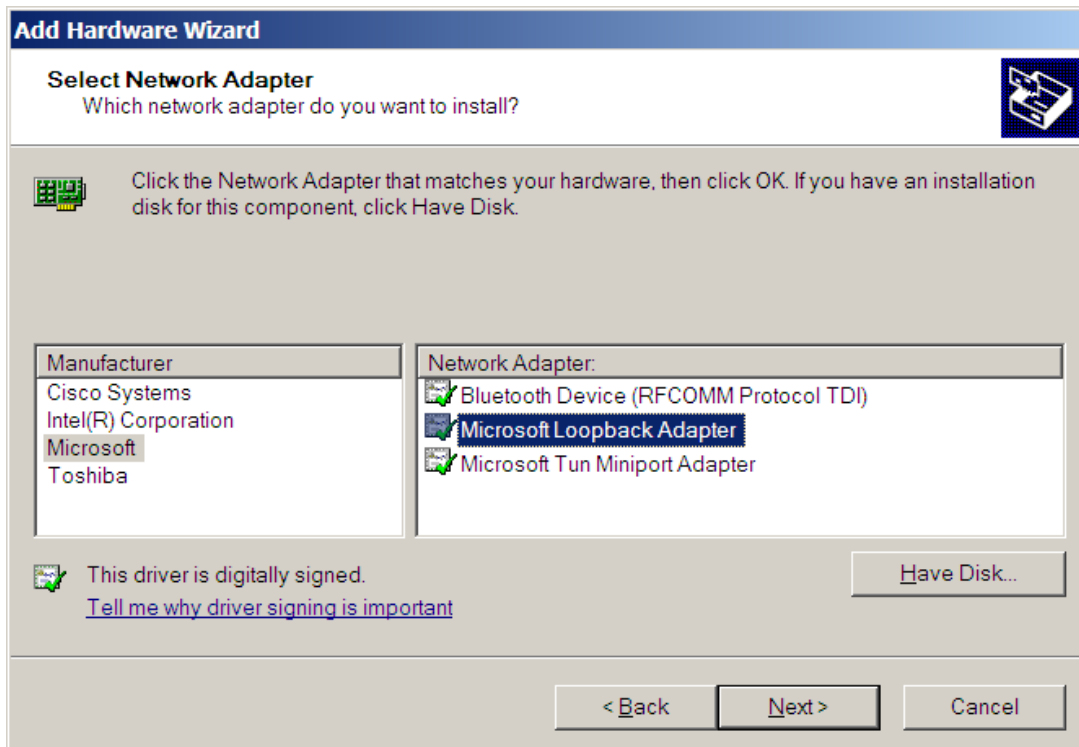 Add Hardware Wizard
Select Network Adapter
Which network adapter do you want to install?
Click the Network Adapter that matches your hardware, then click OK. If you have an installation
disk for this component, click Have Disk.
Manufacturer
Cisco Systems
Intel(R) Corporation
Microsoft
Toshiba
Network Adapter:
Bluetooth Device (RFCOMM Protocol TDI)
Microsoft Loopback Adapter
Microsoft Tun Miniport Adapter
This driver is digitally signed.
Tell me why driver signing is important
Have Disk...
< Back
Next >
Cancel